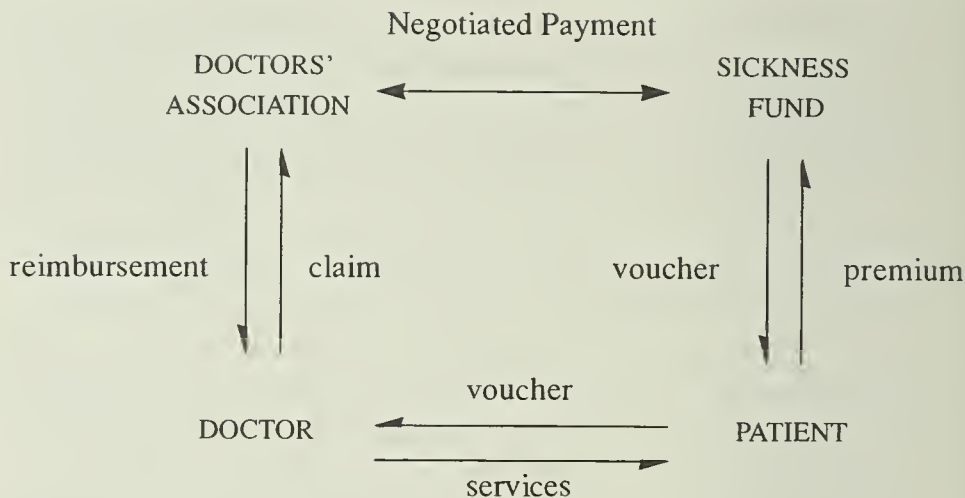 Negotiated Payment
DOCTORS'
ASSOCIATION
SICKNESS
FUND
reimbursement
claim
voucher
premium
voucher
DOCTOR
PATIENT
services